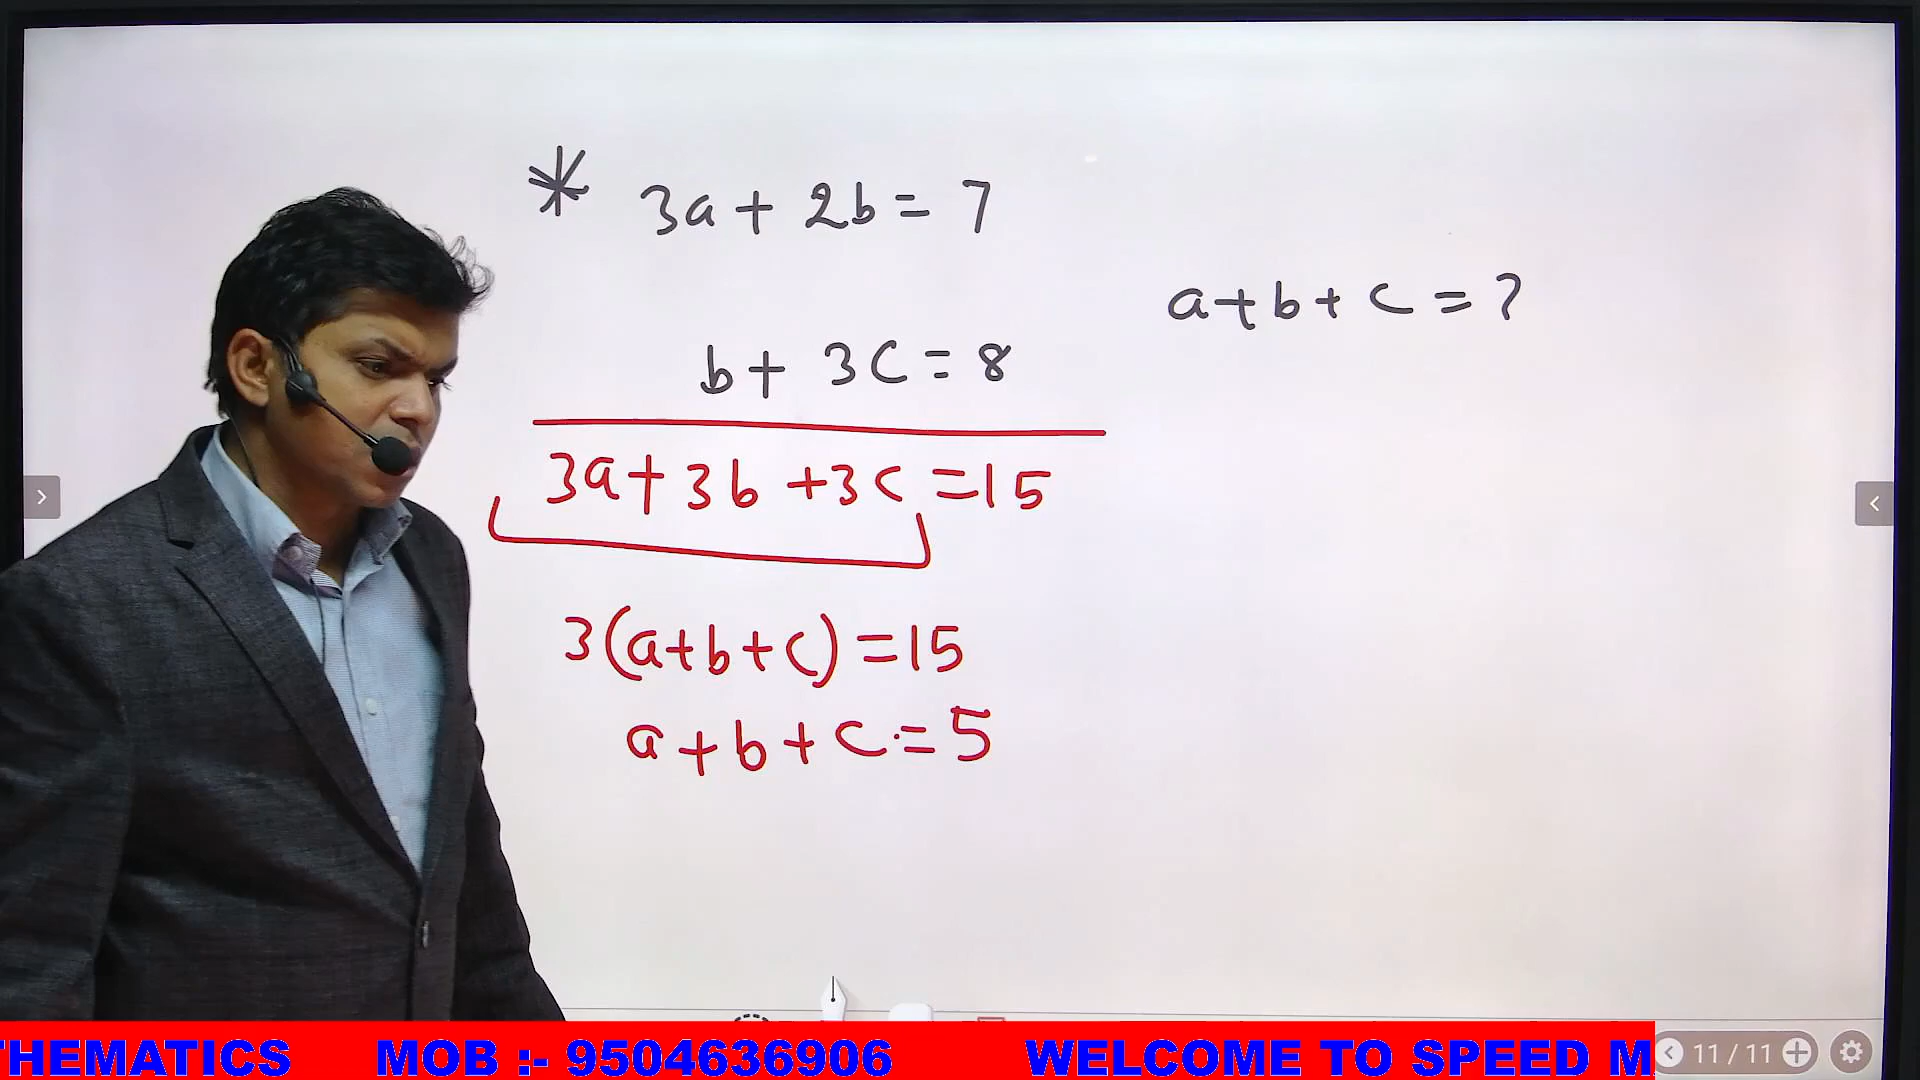 * 3a + 2b = 7
a + b + c = ?
b + 3c = 8
3a + 3b + 3c = 15
3(a+b+c) = 15
a + b + c = 5
THEMATICS MOB :- 9504636906 WELCOME TO SPEED M
11 / 11